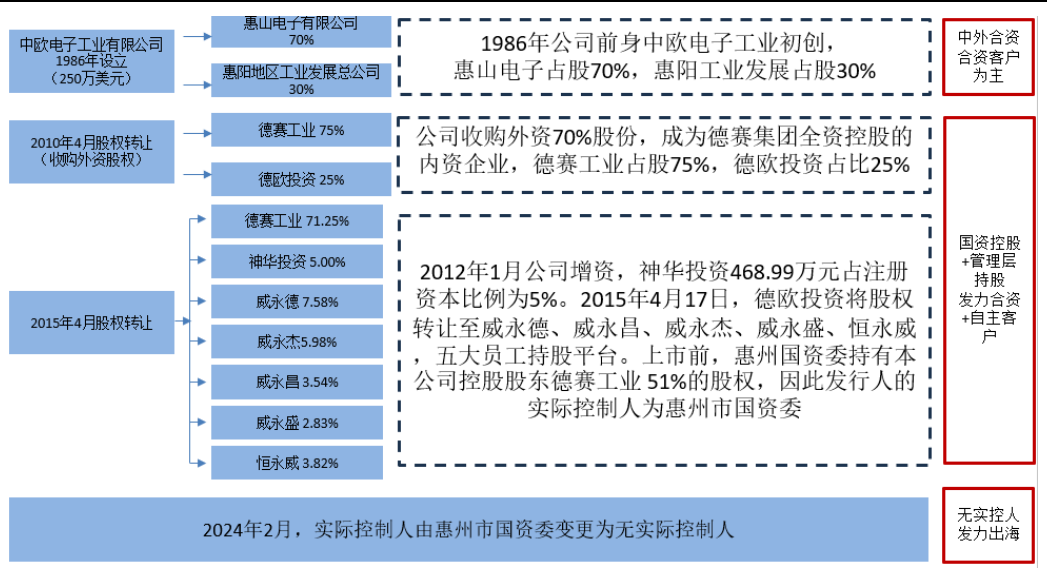 中欧电子工业有限公司
1986年设立
（250万美元）
惠山电子有限公司
70%
惠阳地区工业发展总公司
30%
1986年公司前身中欧电子工业初创，
惠山电子占股70%，惠阳工业发展占股30%
中外合资
合资客户
为主
2010年4月股权转让
（收购外资股权）
德赛工业 75%
德欧投资 25%
公司收购外资70%股份，成为德赛集团全资控股的
内资企业，德赛工业占股75%，德欧投资占比25%
2015年4月股权转让
德赛工业 71.25%
神华投资 5.00%
威永德 7.58%
威永杰5.98%
威永昌 3.54%
威永盛 2.83%
恒永威 3.82%
2012年1月公司增资，神华投资468.99万元占注册
资本比例为5%。2015年4月17日，德欧投资将股权
转让至威永德、威永昌、威永杰、威永盛、恒永威
，五大员工持股平台。上市前，惠州国资委持有本
公司控股股东德赛工业 51%的股权，因此发行人的
实际控制人为惠州市国资委
国资控股
+管理层
持股
发力合资
+自主客
户
2024年2月，实际控制人由惠州市国资委变更为无实际控制人
无实控人
发力出海